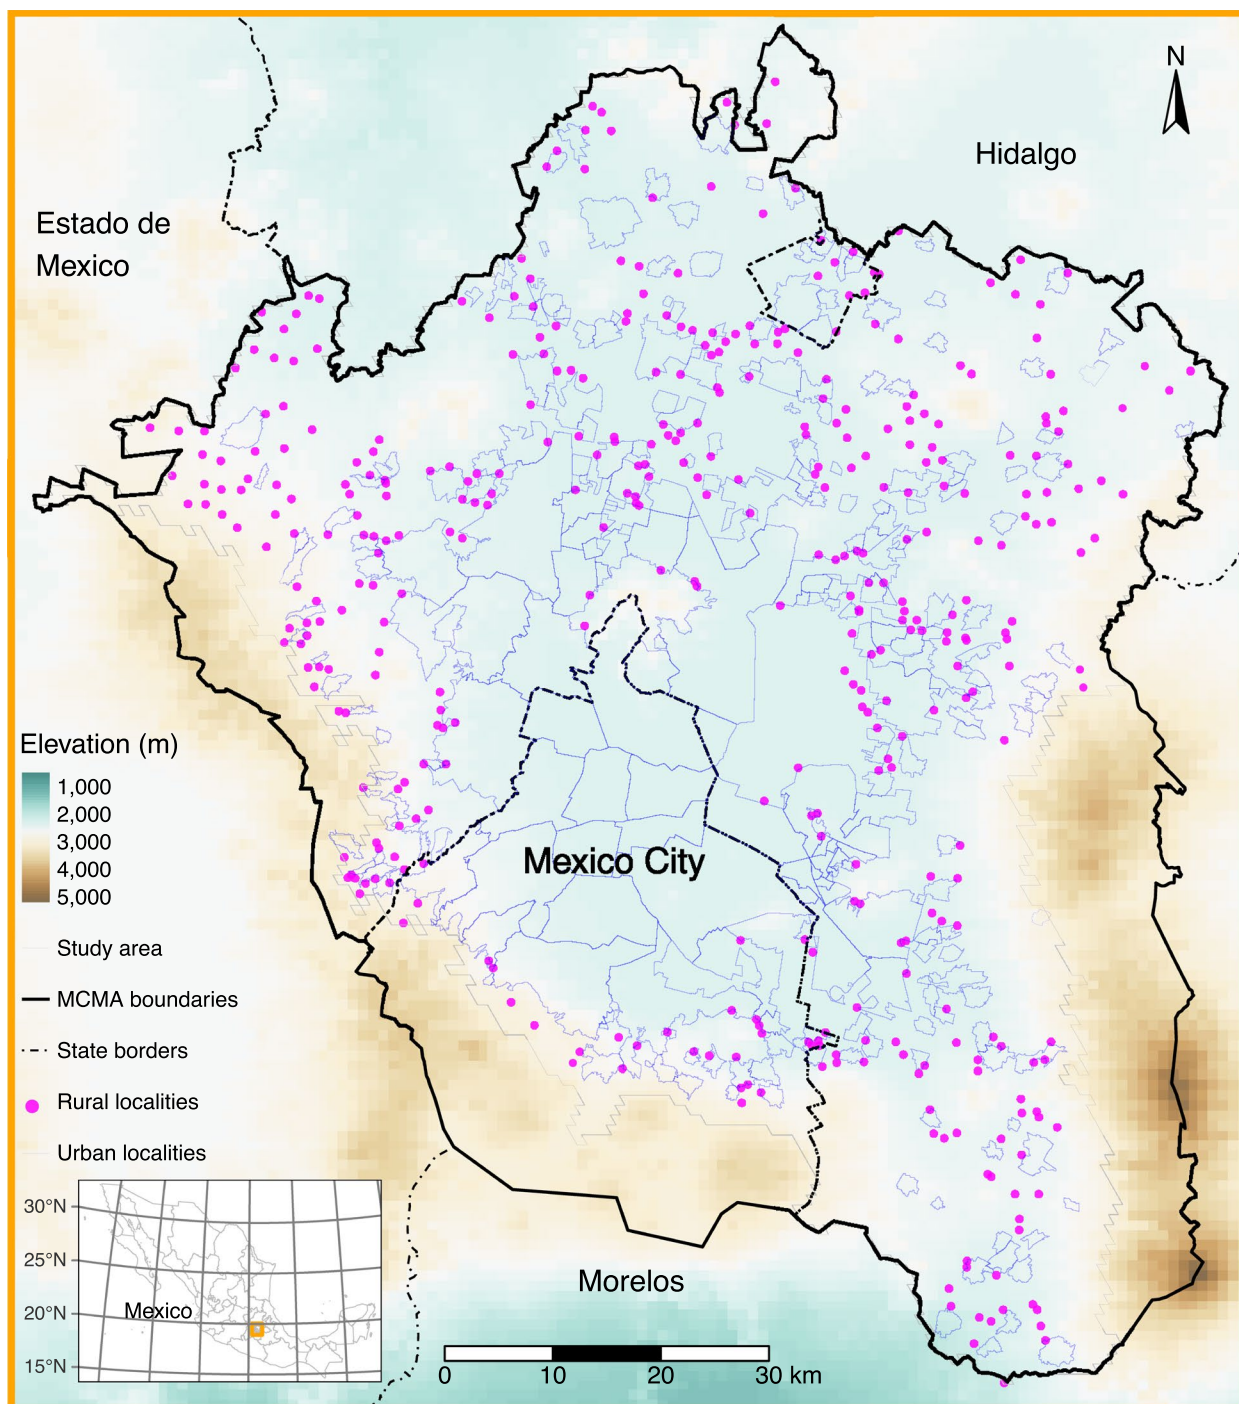 N
Hidalgo
Estado de
Mexico
Elevation (m)
1,000
2,000
3,000
4,000
5,000
Study area
MCMA boundaries
State borders
Rural localities
Urban localities
Mexico City
Morelos
30°N
25°N
20°N
15°N
Mexico
0 10 20 30 km